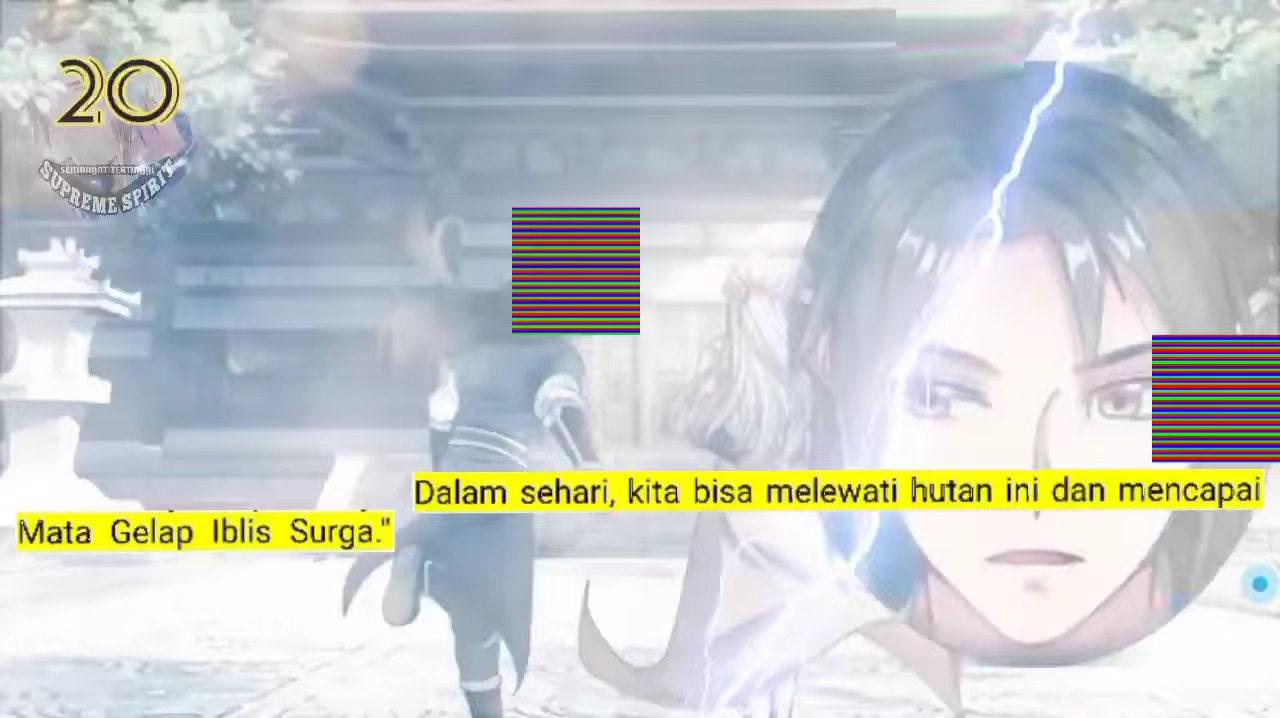 20
SEMANGAT TERTINGGI
SUPREME SPIRIT
Dalam sehari, kita bisa melewati hutan ini dan mencapai
Mata Gelap Iblis Surga."